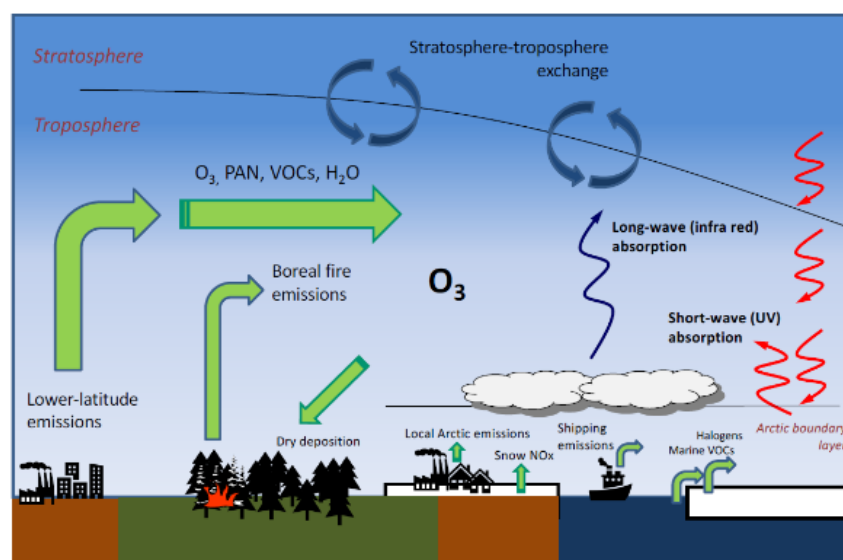 Stratosphere
Stratosphere-troposphere
exchange
Troposphere
O3, PAN, VOCs, H2O
Long-wave (infra red)
absorption
Boreal fire
emissions
O3
Short-wave (UV)
absorption
Lower-latitude
emissions
Dry deposition
Local Arctic emissions
Snow NOx
Shipping
emissions
Halogens
Marine VOCs
Arctic boundary
layer